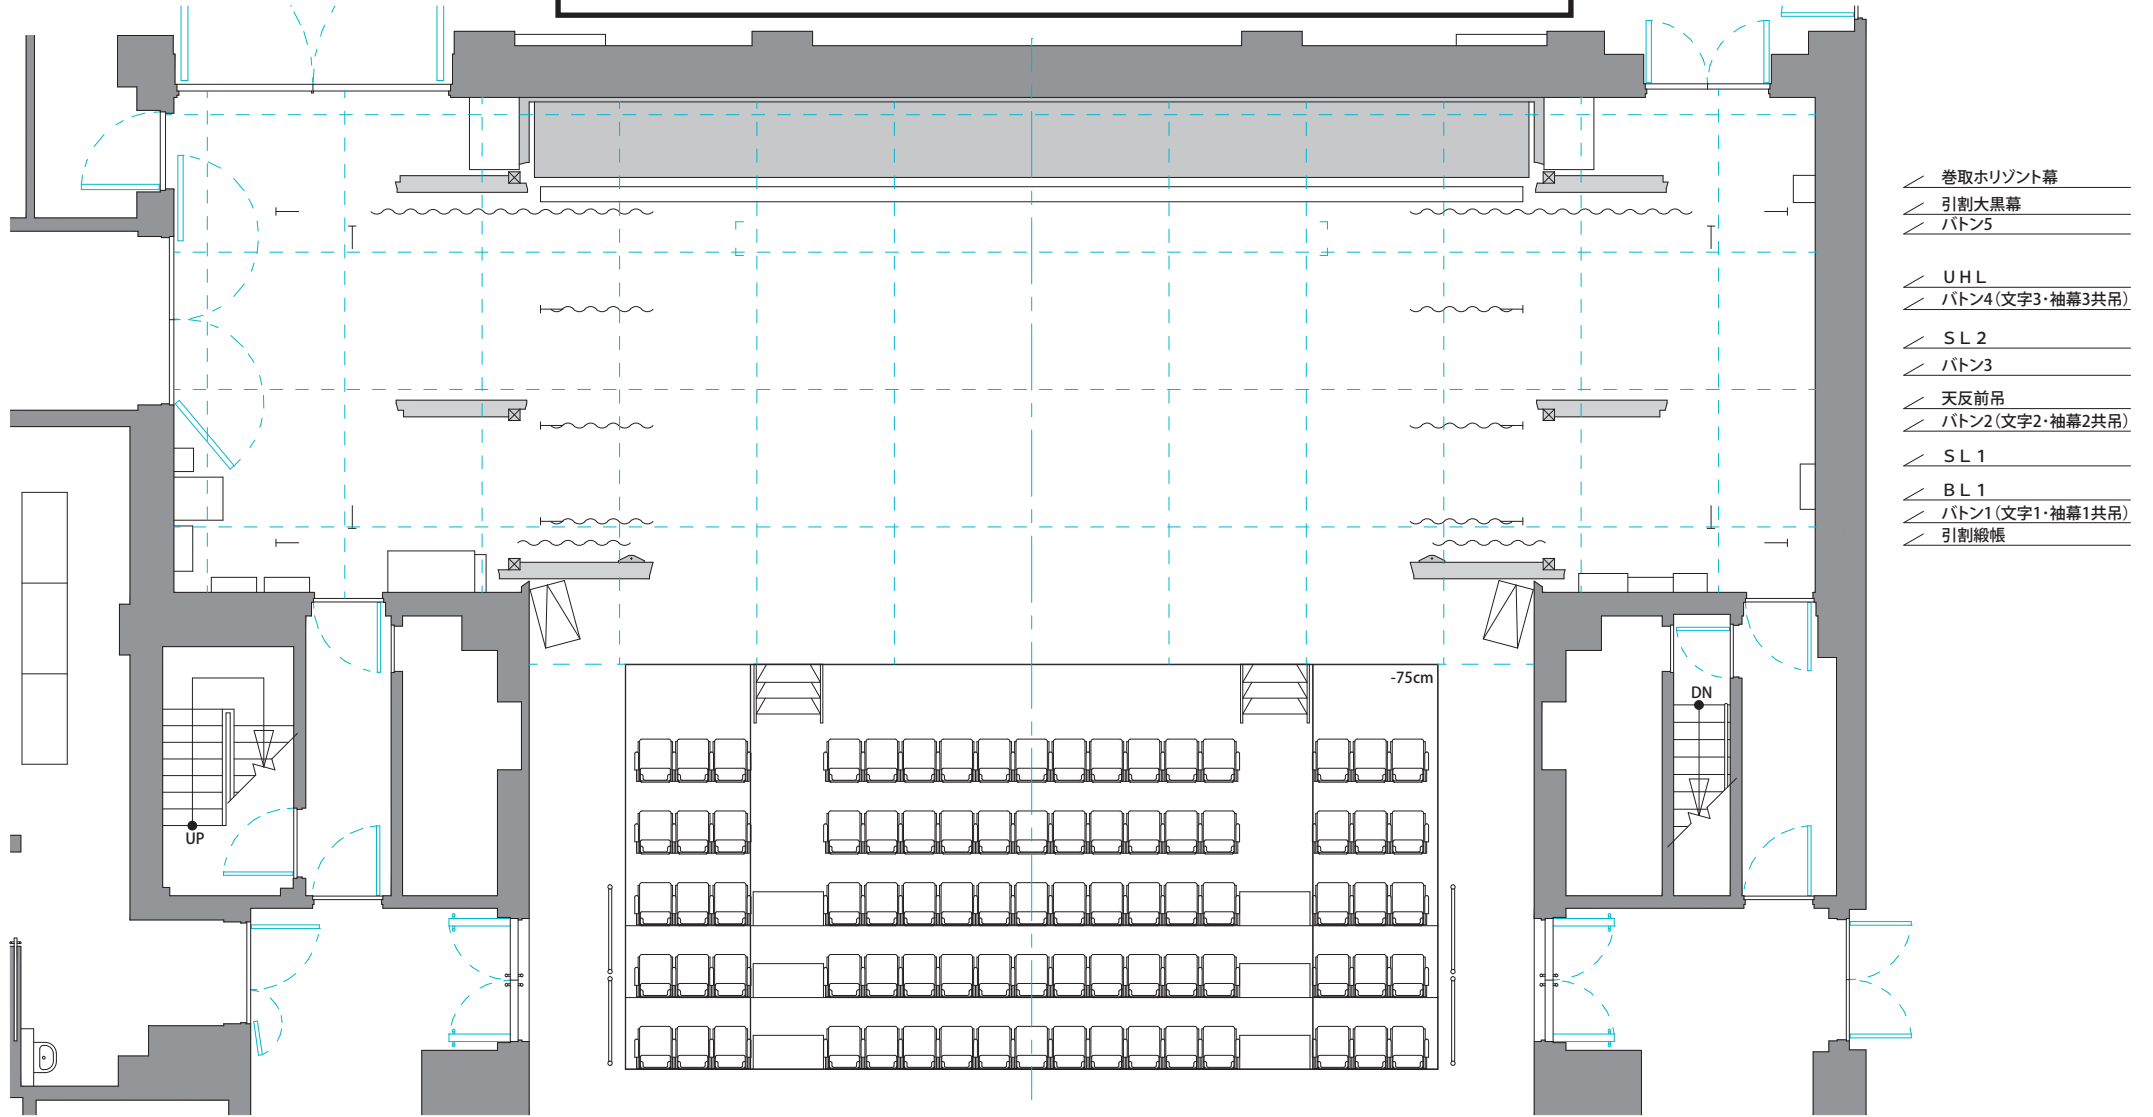 巻取ホリゾント幕
引割大黒幕
バトン5
UHL
バトン4(文字3・袖幕3共吊)
SL2
バトン3
天反前吊
バトン2(文字2・袖幕2共吊)
SL1
BL1
バトン1(文字1・袖幕1共吊)
引割緞帳
-75cm
DN
UP